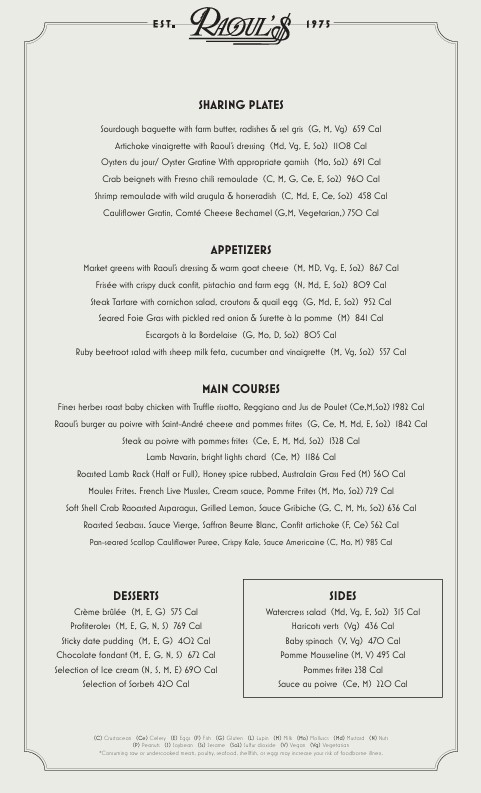 EST. RAOUL'$ 1975
SHARING PLATES
Sourdough baguette with farm butter, radishes & sel gris (G, M, Vg) 659 Cal
Artichoke vinaigrette with Raoul's dressing (Md, Vg, E, So2) 1108 Cal
Oysters du jour/ Oyster Gratine With appropriate garnish (Mo, So2) 691 Cal
Crab beignets with Fresno chili remoulade (C, M, G, Ce, E, So2) 960 Cal
Shrimp remoulade with wild arugula & horseradish (C, Md, E, Ce, So2) 458 Cal
Cauliflower Gratin, Comté Cheese Bechamel (G,M, Vegetarian,) 750 Cal
APPETIZERS
Market greens with Raoul's dressing & warm goat cheese (M, MD, Vg, E, So2) 867 Cal
Frisée with crispy duck confit, pistachio and farm egg (N, Md, E, So2) 809 Cal
Steak Tartare with cornichon salad, croutons & quail egg (G, Md, E, So2) 952 Cal
Seared Foie Gras with pickled red onion & Surette à la pomme (M) 841 Cal
Escargots à la Bordelaise (G, Mo, D, So2) 805 Cal
Ruby beetroot salad with sheep milk feta, cucumber and vinaigrette (M, Vg, So2) 557 Cal
MAIN COURSES
Fines herbes roast baby chicken with Truffle risotto, Reggiano and Jus de Poulet (Ce,M,So2) 1982 Cal
Raoul's burger au poivre with Saint-André cheese and pommes frites (G, Ce, M, Md, E, So2) 1842 Cal
Steak au poivre with pommes frites (Ce, E, M, Md, So2) 1328 Cal
Lamb Navarin, bright lights chard (Ce, M) 1186 Cal
Roasted Lamb Rack (Half or Full), Honey spice rubbed, Australain Grass Fed (M) 560 Cal
Moules Frites. French Live Mussles, Cream sauce, Pomme Frites (M, Mo, So2) 729 Cal
Soft Shell Crab Raoasted Asparagus, Grilled Lemon, Sauce Gribiche (G, C, M, Ms, So2) 636 Cal
Roasted Seabass. Sauce Vierge, Saffron Beurre Blanc, Confit artichoke (F, Ce) 562 Cal
Pan-seared Scallop Cauliflower Puree, Crispy Kale, Sauce Americaine (C, Mo, M) 985 Cal
DESSERTS
Crème brûlée (M, E, G) 575 Cal
Profiteroles (M, E, G, N, S) 769 Cal
Sticky date pudding (M, E, G) 402 Cal
Chocolate fondant (M, E, G, N, S) 672 Cal
Selection of Ice cream (N, S, M, E) 690 Cal
Selection of Sorbets 420 Cal
SIDES
Watercress salad (Md, Vg, E, So2) 315 Cal
Haricots verts (Vg) 436 Cal
Baby spinach (V, Vg) 470 Cal
Pomme Mousseline (M, V) 495 Cal
Pommes frites 238 Cal
Sauce au poivre (Ce, M) 220 Cal
(C) Crustacean (Ce) Celery (E) Egg (F) Fish (G) Gluten (L) Lupin (M) Milk (Mo) Molluscs (Md) Mustard (N) Nuts
(P) Peanuts (S) Soybean (Ss) Sesame (So2) Sulfur dioxide (V) Vegan (Vg) Vegetarian
*Consuming raw or undercooked meats, poultry, seafood, shellfish, or eggs may increase your risk of foodborne illness.